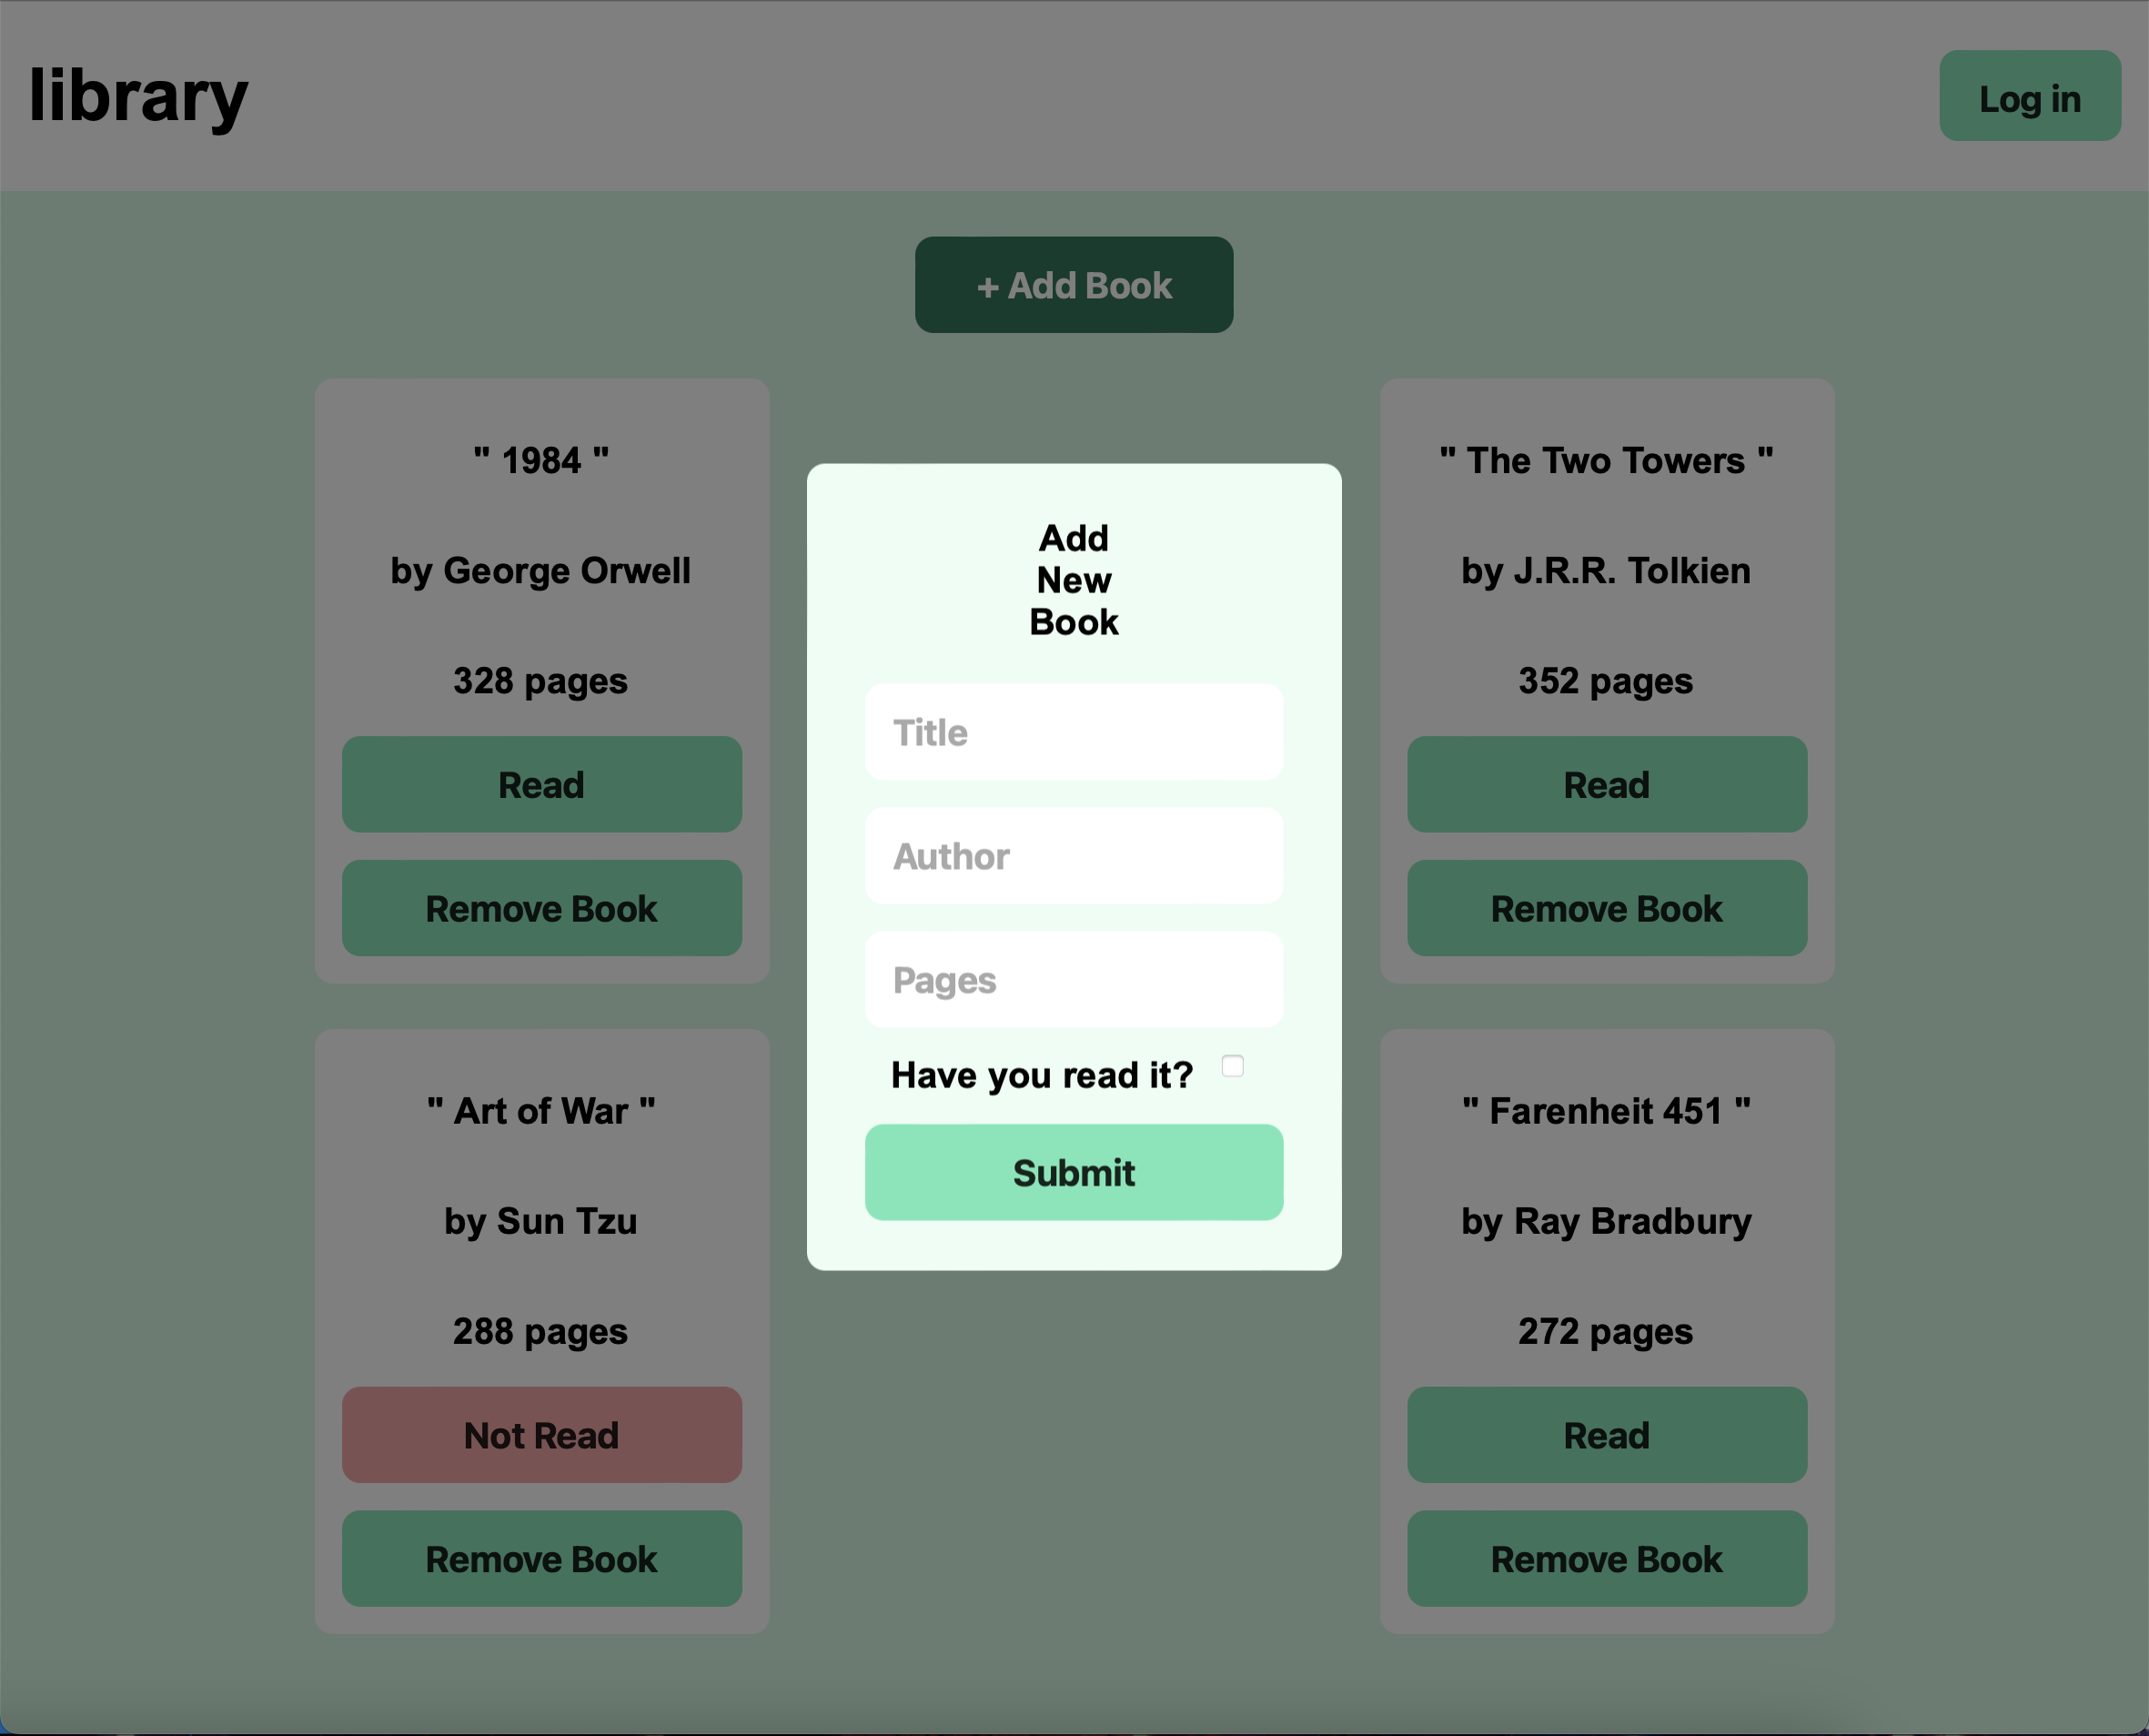 library
Log in
+ Add Book
" 1984 "
by George Orwell
328 pages
Read
Remove Book
Add
New
Book
Title
Author
Pages
Have you read it?
Submit
" The Two Towers "
by J.R.R. Tolkien
352 pages
Read
Remove Book
" Art of War "
by Sun Tzu
288 pages
Not Read
Remove Book
" Farenheit 451 "
by Ray Bradbury
272 pages
Read
Remove Book